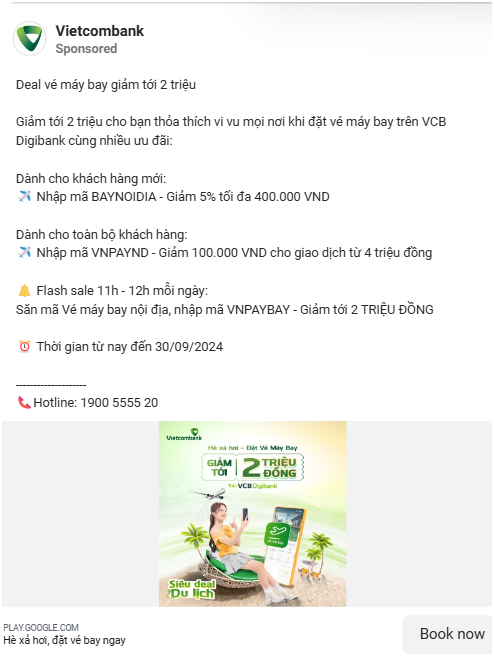 Vietcombank
Sponsored
Deal vé máy bay giảm tới 2 triệu
Giảm tới 2 triệu cho bạn thỏa thích vi vu mọi nơi khi đặt vé máy bay trên VCB
Digibank cùng nhiều ưu đãi:
Dành cho khách hàng mới:
✈️ Nhập mã BAYNOIDIA - Giảm 5% tối đa 400.000 VND
Dành cho toàn bộ khách hàng:
✈️ Nhập mã VNPAYND - Giảm 100.000 VND cho giao dịch từ 4 triệu đồng
🔔 Flash sale 11h - 12h mỗi ngày:
Săn mã Vé máy bay nội địa, nhập mã VNPAYBAY - Giảm tới 2 TRIỆU ĐỒNG
⏰ Thời gian từ nay đến 30/09/2024
--------------------
📞Hotline: 1900 5555 20
Vietcombank
Hè xả hơi - Đặt Vé Máy Bay
GIẢM TỚI 2 TRIỆU ĐỒNG
Trên VCBDigibank
Siêu deal
Du lịch
PLAY.GOOGLE.COM
Hè xả hơi, đặt vé bay ngay
Book now